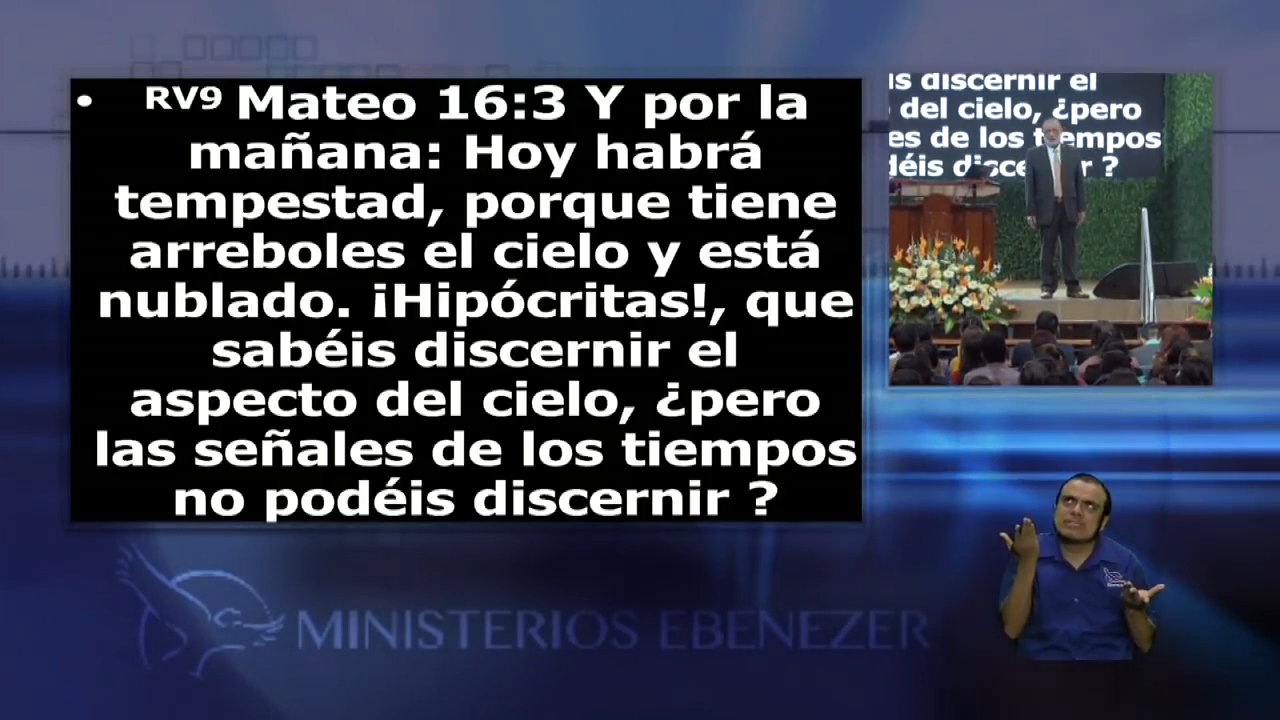 • RV9 Mateo 16:3 Y por la
mañana: Hoy habrá
tempestad, porque tiene
arreboles el cielo y está
nublado. ¡Hipócritas!, que
sabéis discernir el
aspecto del cielo, ¿pero
las señales de los tiempos
no podéis discernir ?
is discernir el
del cielo, ¿pero
es de los tiempos
déis discernir ?
MINISTERIOS EBENEZER